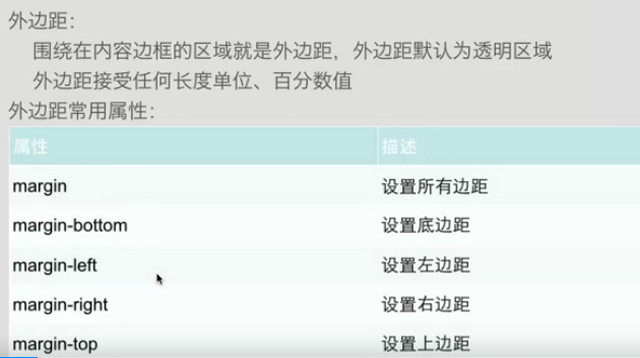 外边距：
围绕在内容边框的区域就是外边距，外边距默认为透明区域
外边距接受任何长度单位、百分数值
外边距常用属性：
属性 描述
margin 设置所有边距
margin-bottom 设置底边距
margin-left 设置左边距
margin-right 设置右边距
margin-top 设置上边距